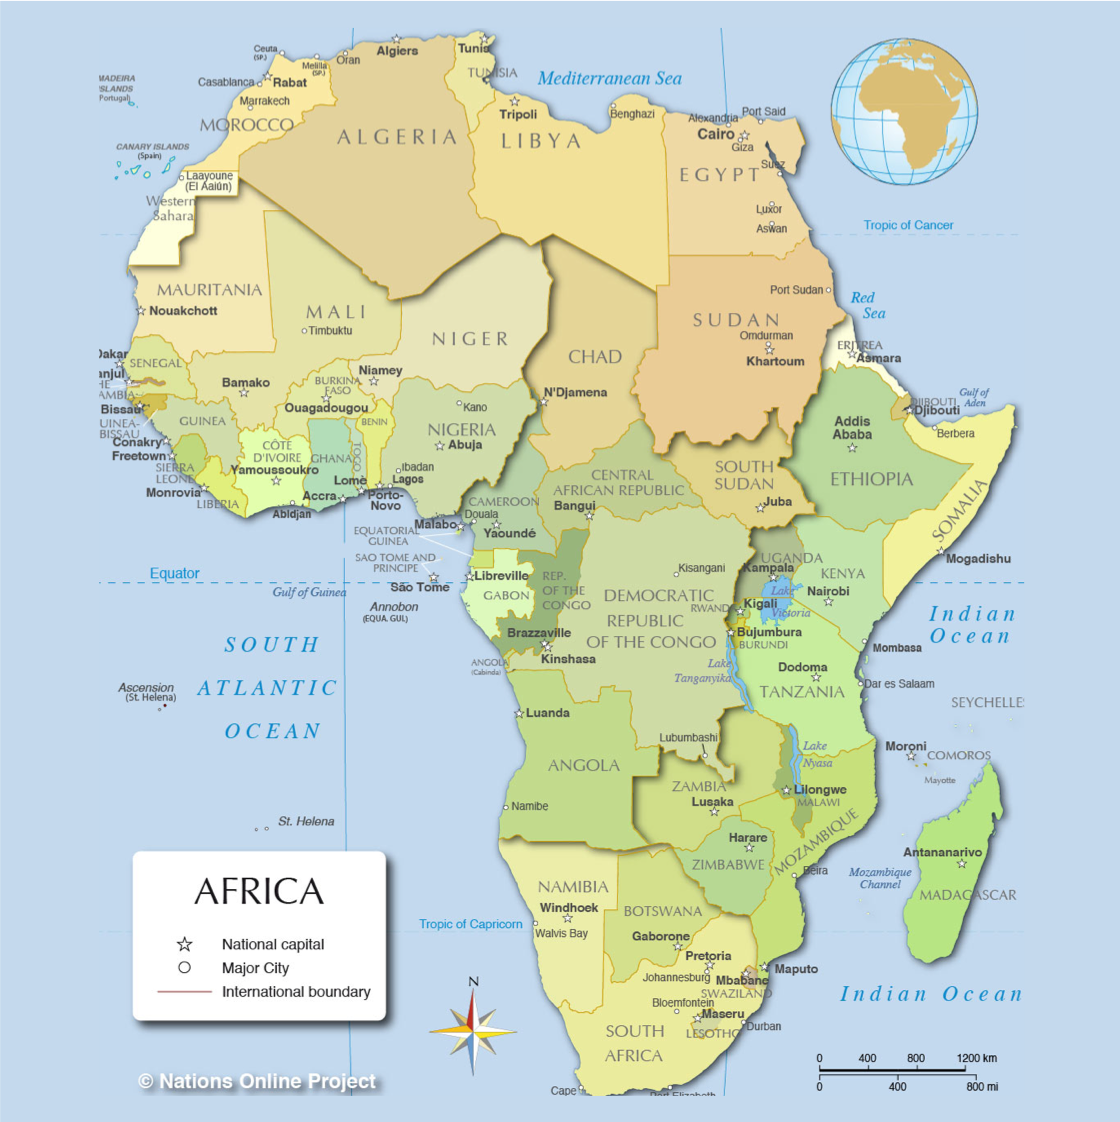 Ceuta
(SP.)
Melilla
(SP.)
Oran
Algiers
Tunis
TUNISIA
Mediterranean Sea
MADEIRA
ISLANDS
Portugal)
Casablanca
Rabat
Marrakech
MOROCCO
ALGERIA
Tripoli
LIBYA
Benghazi
Alexandria
Port Said
Cairo
Giza
Suez
EGYPT
Luxor
Aswan
CANARY ISLANDS
(Spain)
Laayoune
(El Aaiún)
Western
Sahara
Tropic of Cancer
MAURITANIA
Nouakchott
MALI
Timbuktu
NIGER
CHAD
SUDAN
Port Sudan
Omdurman
Khartoum
Red
Sea
ERITREA
Asmara
Dakar
SENEGAL
anjul
HE
AMBIA
Bissau
UINEA-
BISSAU
Bamako
BURKINA
FASO
Ouagadougou
Niamey
N'Djamena
Gulf of
Aden
DJIBOUTI
Djibouti
Berbera
GUINEA
Conakry
Freetown
SIERRA
LEONE
Monrovia
LIBERIA
CÔTE
D'IVOIRE
Yamoussoukro
Abidjan
GHANA
Accra
TOGO
Lomé
BENIN
Porto-
Novo
Kano
NIGERIA
Abuja
Ibadan
Lagos
Addis
Ababa
ETHIOPIA
SOMALIA
Mogadishu
CENTRAL
AFRICAN REPUBLIC
Bangui
SOUTH
SUDAN
Juba
CAMEROON
Douala
Yaoundé
Malabo
EQUATORIAL
GUINEA
SAO TOME AND
PRINCIPE
São Tome
Equator
Gulf of Guinea
Annobon
(EQUA. GUL)
Libreville
GABON
REP.
OF THE
CONGO
Brazzaville
Kinshasa
Kisangani
DEMOCRATIC
REPUBLIC
OF THE CONGO
UGANDA
Kampala
Lake
Victoria
KENYA
Nairobi
RWANDA
Kigali
Bujumbura
BURUNDI
Lake
Tanganyika
Mombasa
Dodoma
TANZANIA
Dar es Salaam
Indian
Ocean
SEYCHELLES
SOUTH
ATLANTIC
OCEAN
Ascension
(St. Helena)
ANGOLA
(Cabinda)
Luanda
ANGOLA
Namibe
Lubumbashi
ZAMBIA
Lusaka
Lake
Nyasa
Lilongwe
MALAWI
MOZAMBIQUE
Moroni
COMOROS
Mayotte
St. Helena
Harare
ZIMBABWE
Beira
Mozambique
Channel
Antananarivo
MADAGASCAR
NAMIBIA
Windhoek
Walvis Bay
BOTSWANA
Gaborone
Tropic of Capricorn
Pretoria
Johannesburg
Mbabane
SWAZILAND
Maputo
Bloemfontein
Maseru
LESOTHO
Durban
SOUTH
AFRICA
Cape
Port Elizabeth
Indian Ocean
AFRICA
National capital
Major City
International boundary
N
0 400 800 1200 km
0 400 800 mi
© Nations Online Project